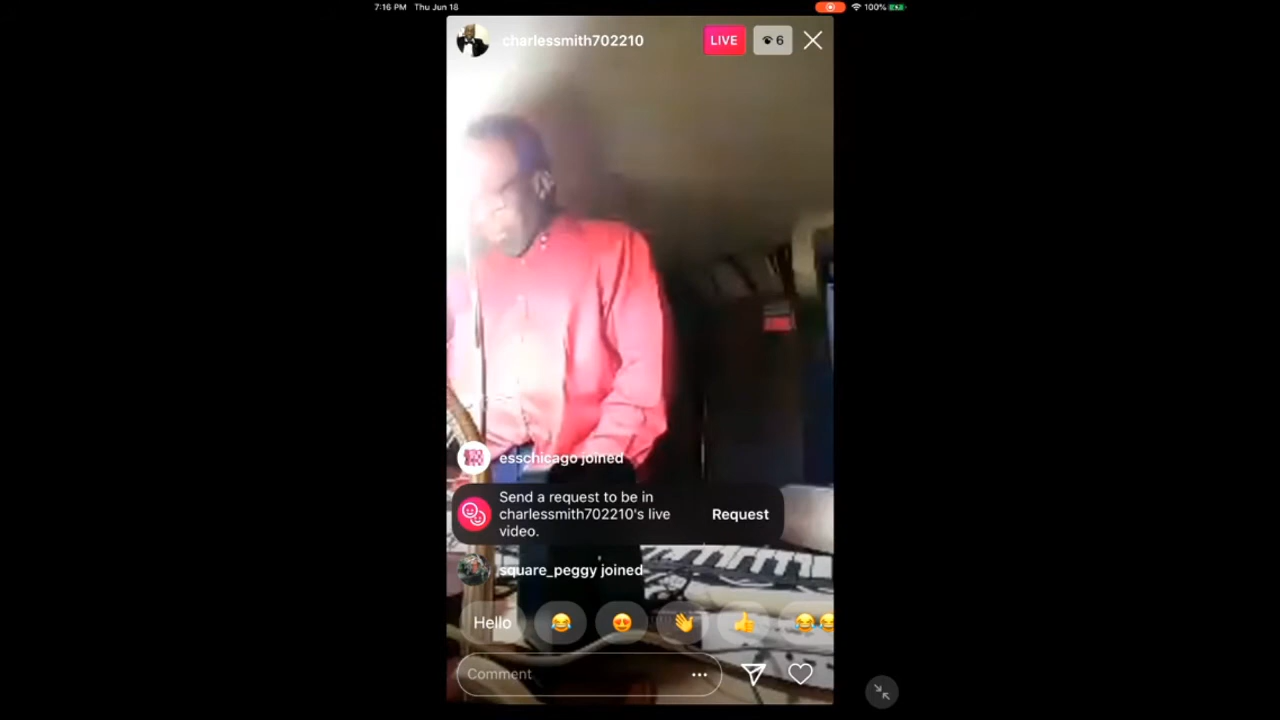 7:16 PM Thu Jun 18
100%
charlessmith702210
LIVE
6
esschicago joined
Send a request to be in
charlessmith702210's live
video.
Request
square_peggy joined
Hello
Comment